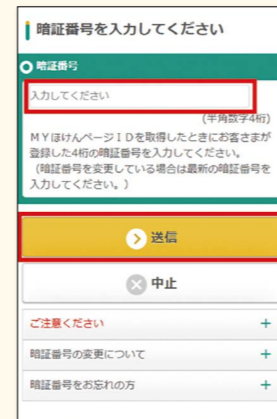 暗証番号を入力してください
暗証番号
入力してください
(半角数字4桁)
MYほけんページIDを取得したときにお客さまが
登録した4桁の暗証番号を入力してください。
(暗証番号を変更している場合は最新の暗証番号を
入力してください。)
送信
中止
ご注意ください
暗証番号の変更について
暗証番号をお忘れの方